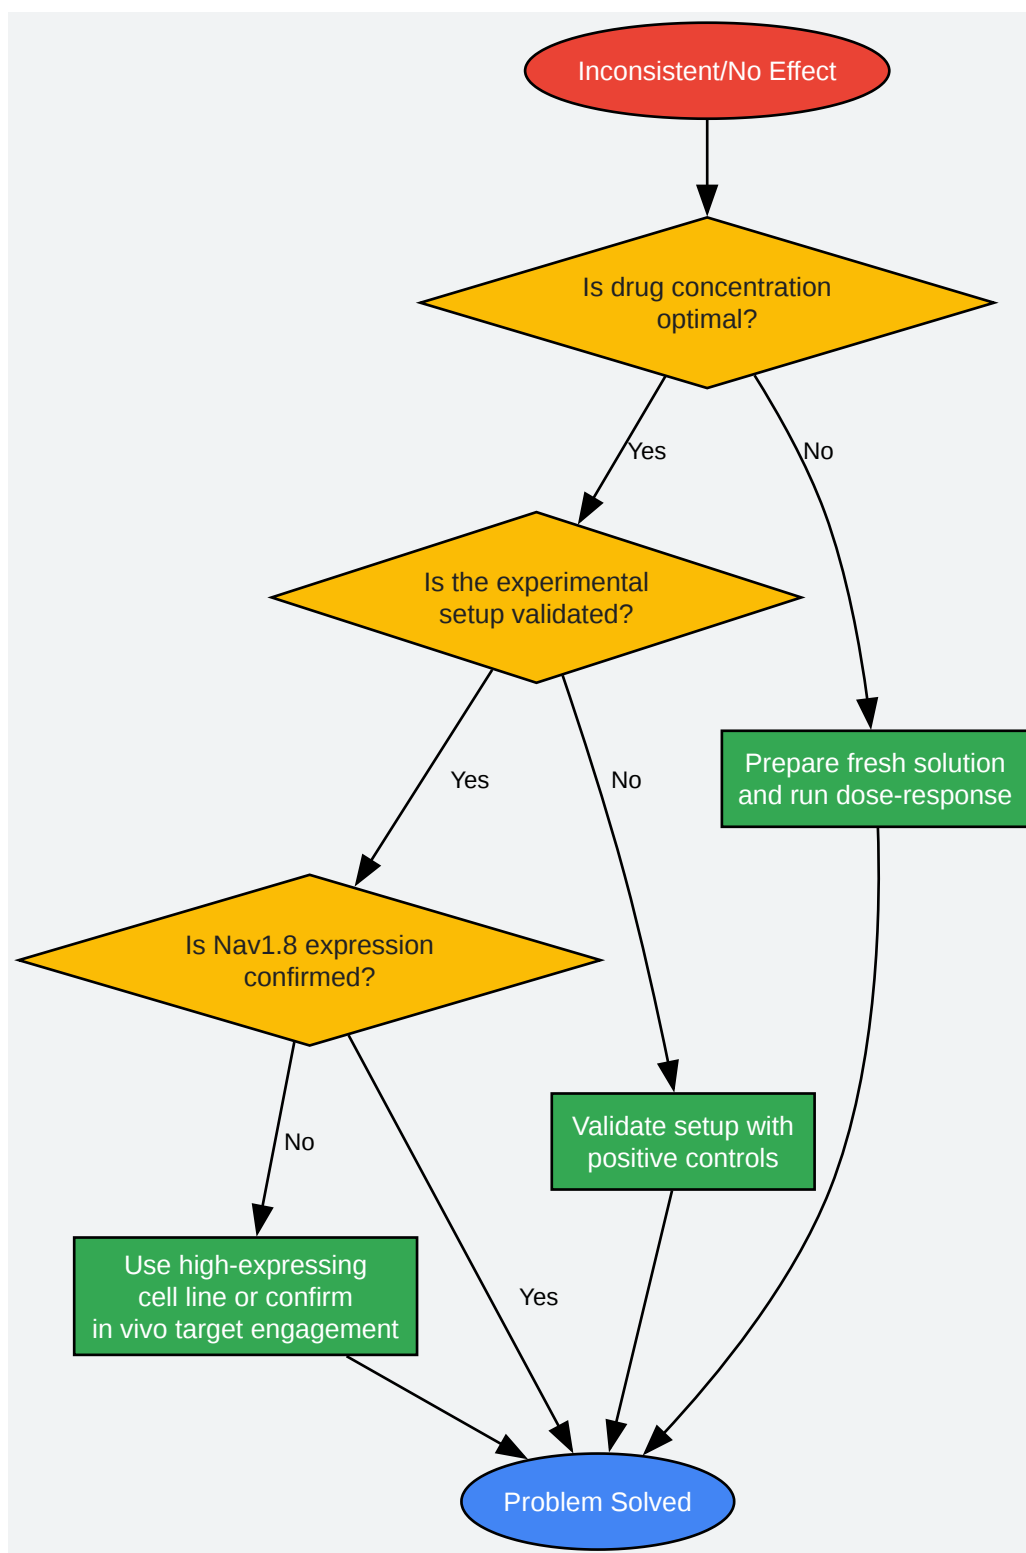 Inconsistent/No Effect
Is drug concentration
optimal?
Yes
No
Is the experimental
setup validated?
Prepare fresh solution
and run dose-response
Yes
No
Is Nav1.8 expression
confirmed?
Validate setup with
positive controls
No
Use high-expressing
cell line or confirm
in vivo target engagement
Yes
Problem Solved